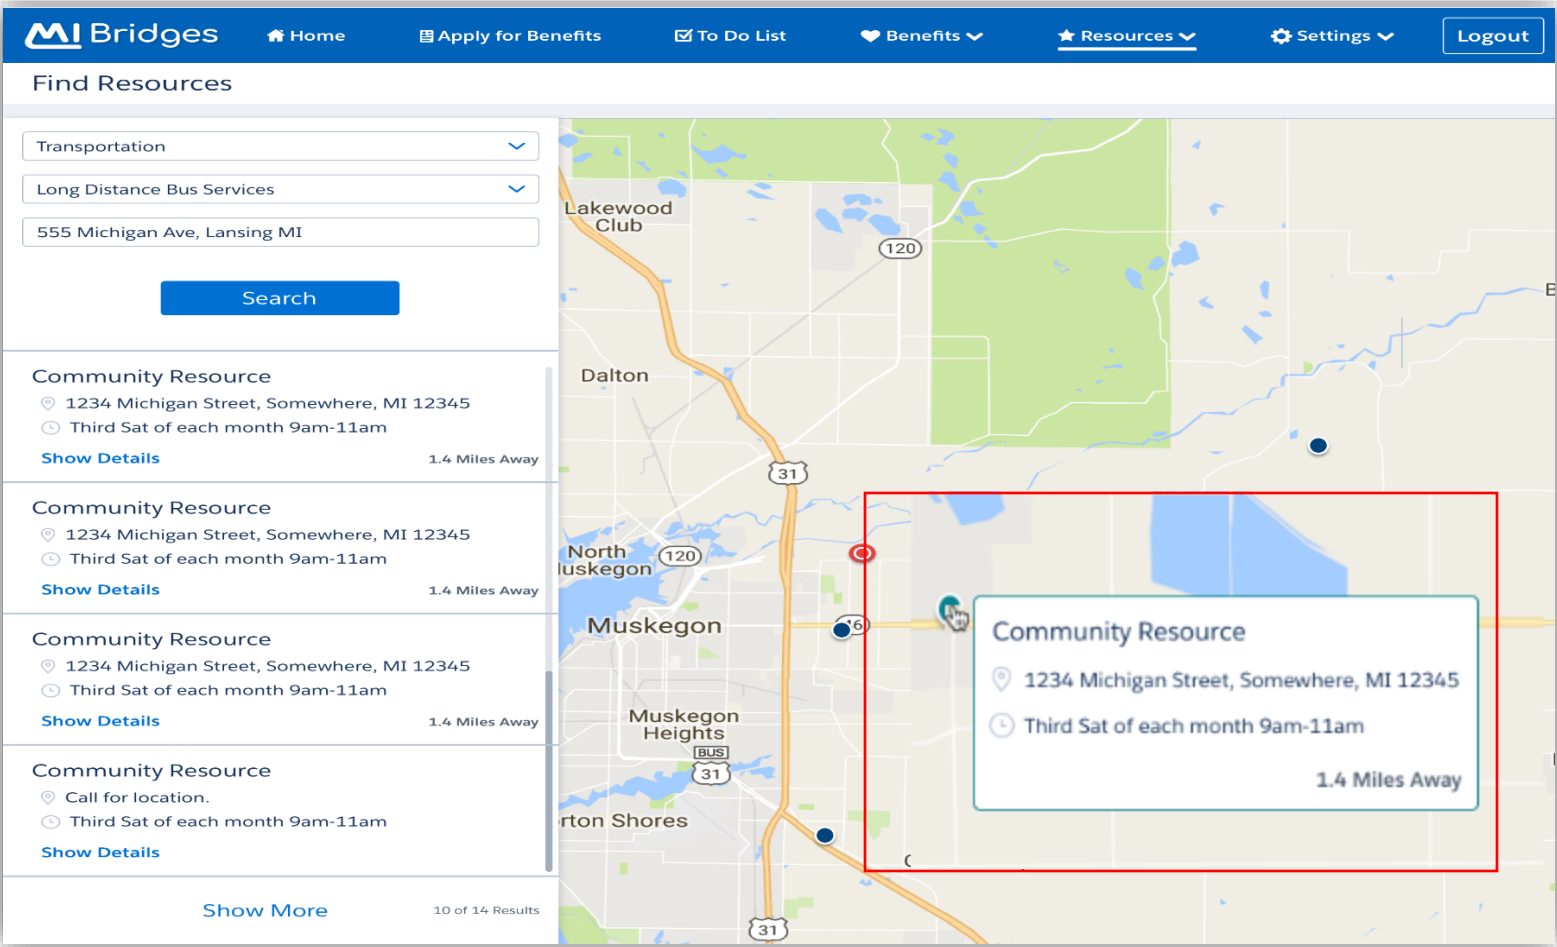 MI Bridges
Home
Apply for Benefits
To Do List
Benefits
Resources
Settings
Logout
Find Resources
Transportation
Long Distance Bus Services
555 Michigan Ave, Lansing MI
Search
Community Resource
1234 Michigan Street, Somewhere, MI 12345
Third Sat of each month 9am-11am
Show Details
1.4 Miles Away
Community Resource
1234 Michigan Street, Somewhere, MI 12345
Third Sat of each month 9am-11am
Show Details
1.4 Miles Away
Community Resource
1234 Michigan Street, Somewhere, MI 12345
Third Sat of each month 9am-11am
Show Details
1.4 Miles Away
Community Resource
Call for location.
Third Sat of each month 9am-11am
Show Details
Show More
10 of 14 Results
Lakewood
Club
120
B
Dalton
31
North
uskegon
120
Muskegon
16
Muskegon
Heights
BUS
31
rton Shores
31
Community Resource
1234 Michigan Street, Somewhere, MI 12345
Third Sat of each month 9am-11am
1.4 Miles Away